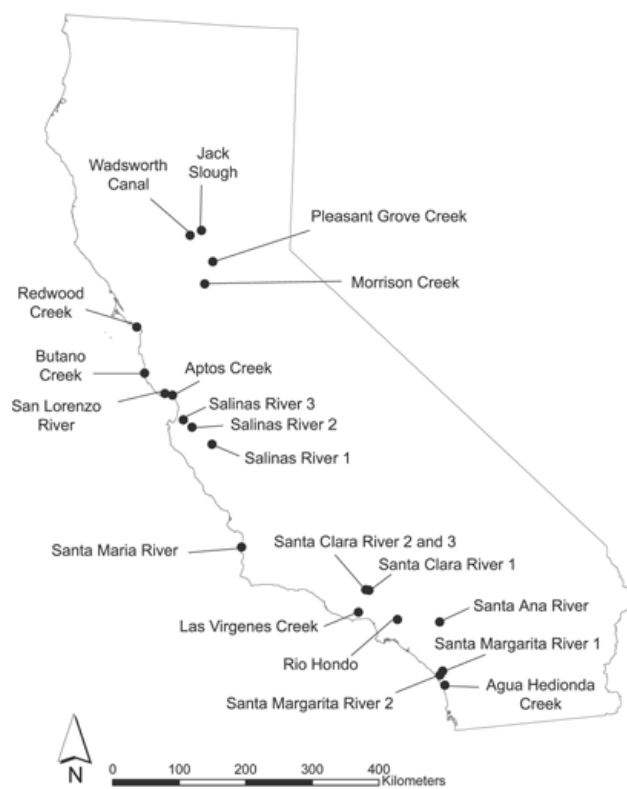 Jack
Slough
Wadsworth
Canal
Pleasant Grove Creek
Morrison Creek
Redwood
Creek
Butano
Creek
Aptos Creek
San Lorenzo
River
Salinas River 3
Salinas River 2
Salinas River 1
Santa Maria River
Santa Clara River 2 and 3
Santa Clara River 1
Las Virgenes Creek
Santa Ana River
Rio Hondo
Santa Margarita River 1
Santa Margarita River 2
Agua Hedionda
Creek
N
0 100 200 300 400
Kilometers